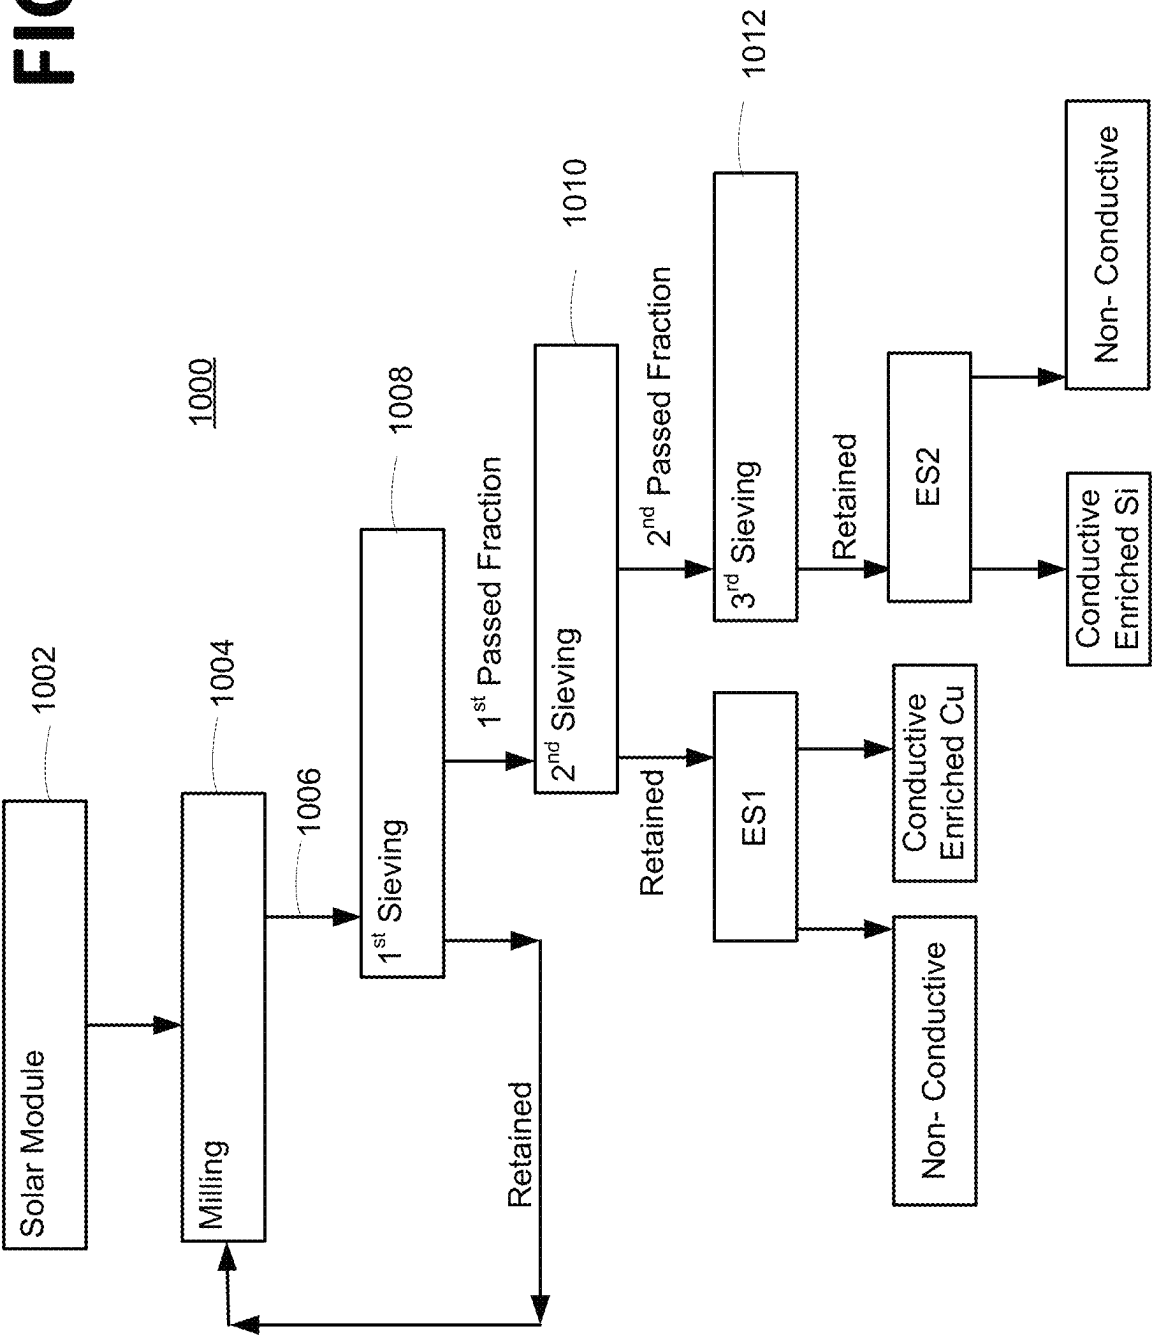 FIG
1000
Solar Module
1002
Milling
1004
1006
1st Sieving
1008
Retained
1st Passed Fraction
2nd Sieving
1010
Retained
2nd Passed Fraction
3rd Sieving
1012
ES1
Retained
Non- Conductive
Conductive
Enriched Cu
ES2
Conductive
Enriched Si
Non- Conductive